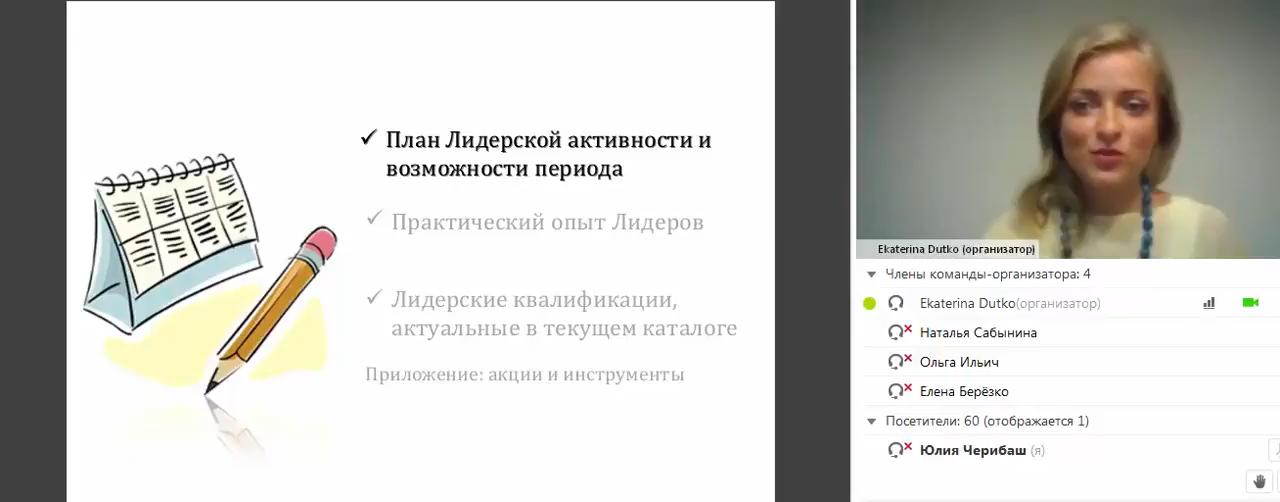 План Лидерской активности и
возможности периода
Практический опыт Лидеров
Лидерские квалификации,
актуальные в текущем каталоге
Приложение: акции и инструменты
Ekaterina Dutko (организатор)
Члены команды-организатора: 4
Ekaterina Dutko(организатор)
Наталья Сабынина
Ольга Ильич
Елена Берёзко
Посетители: 60 (отображается 1)
Юлия Черибаш (я)